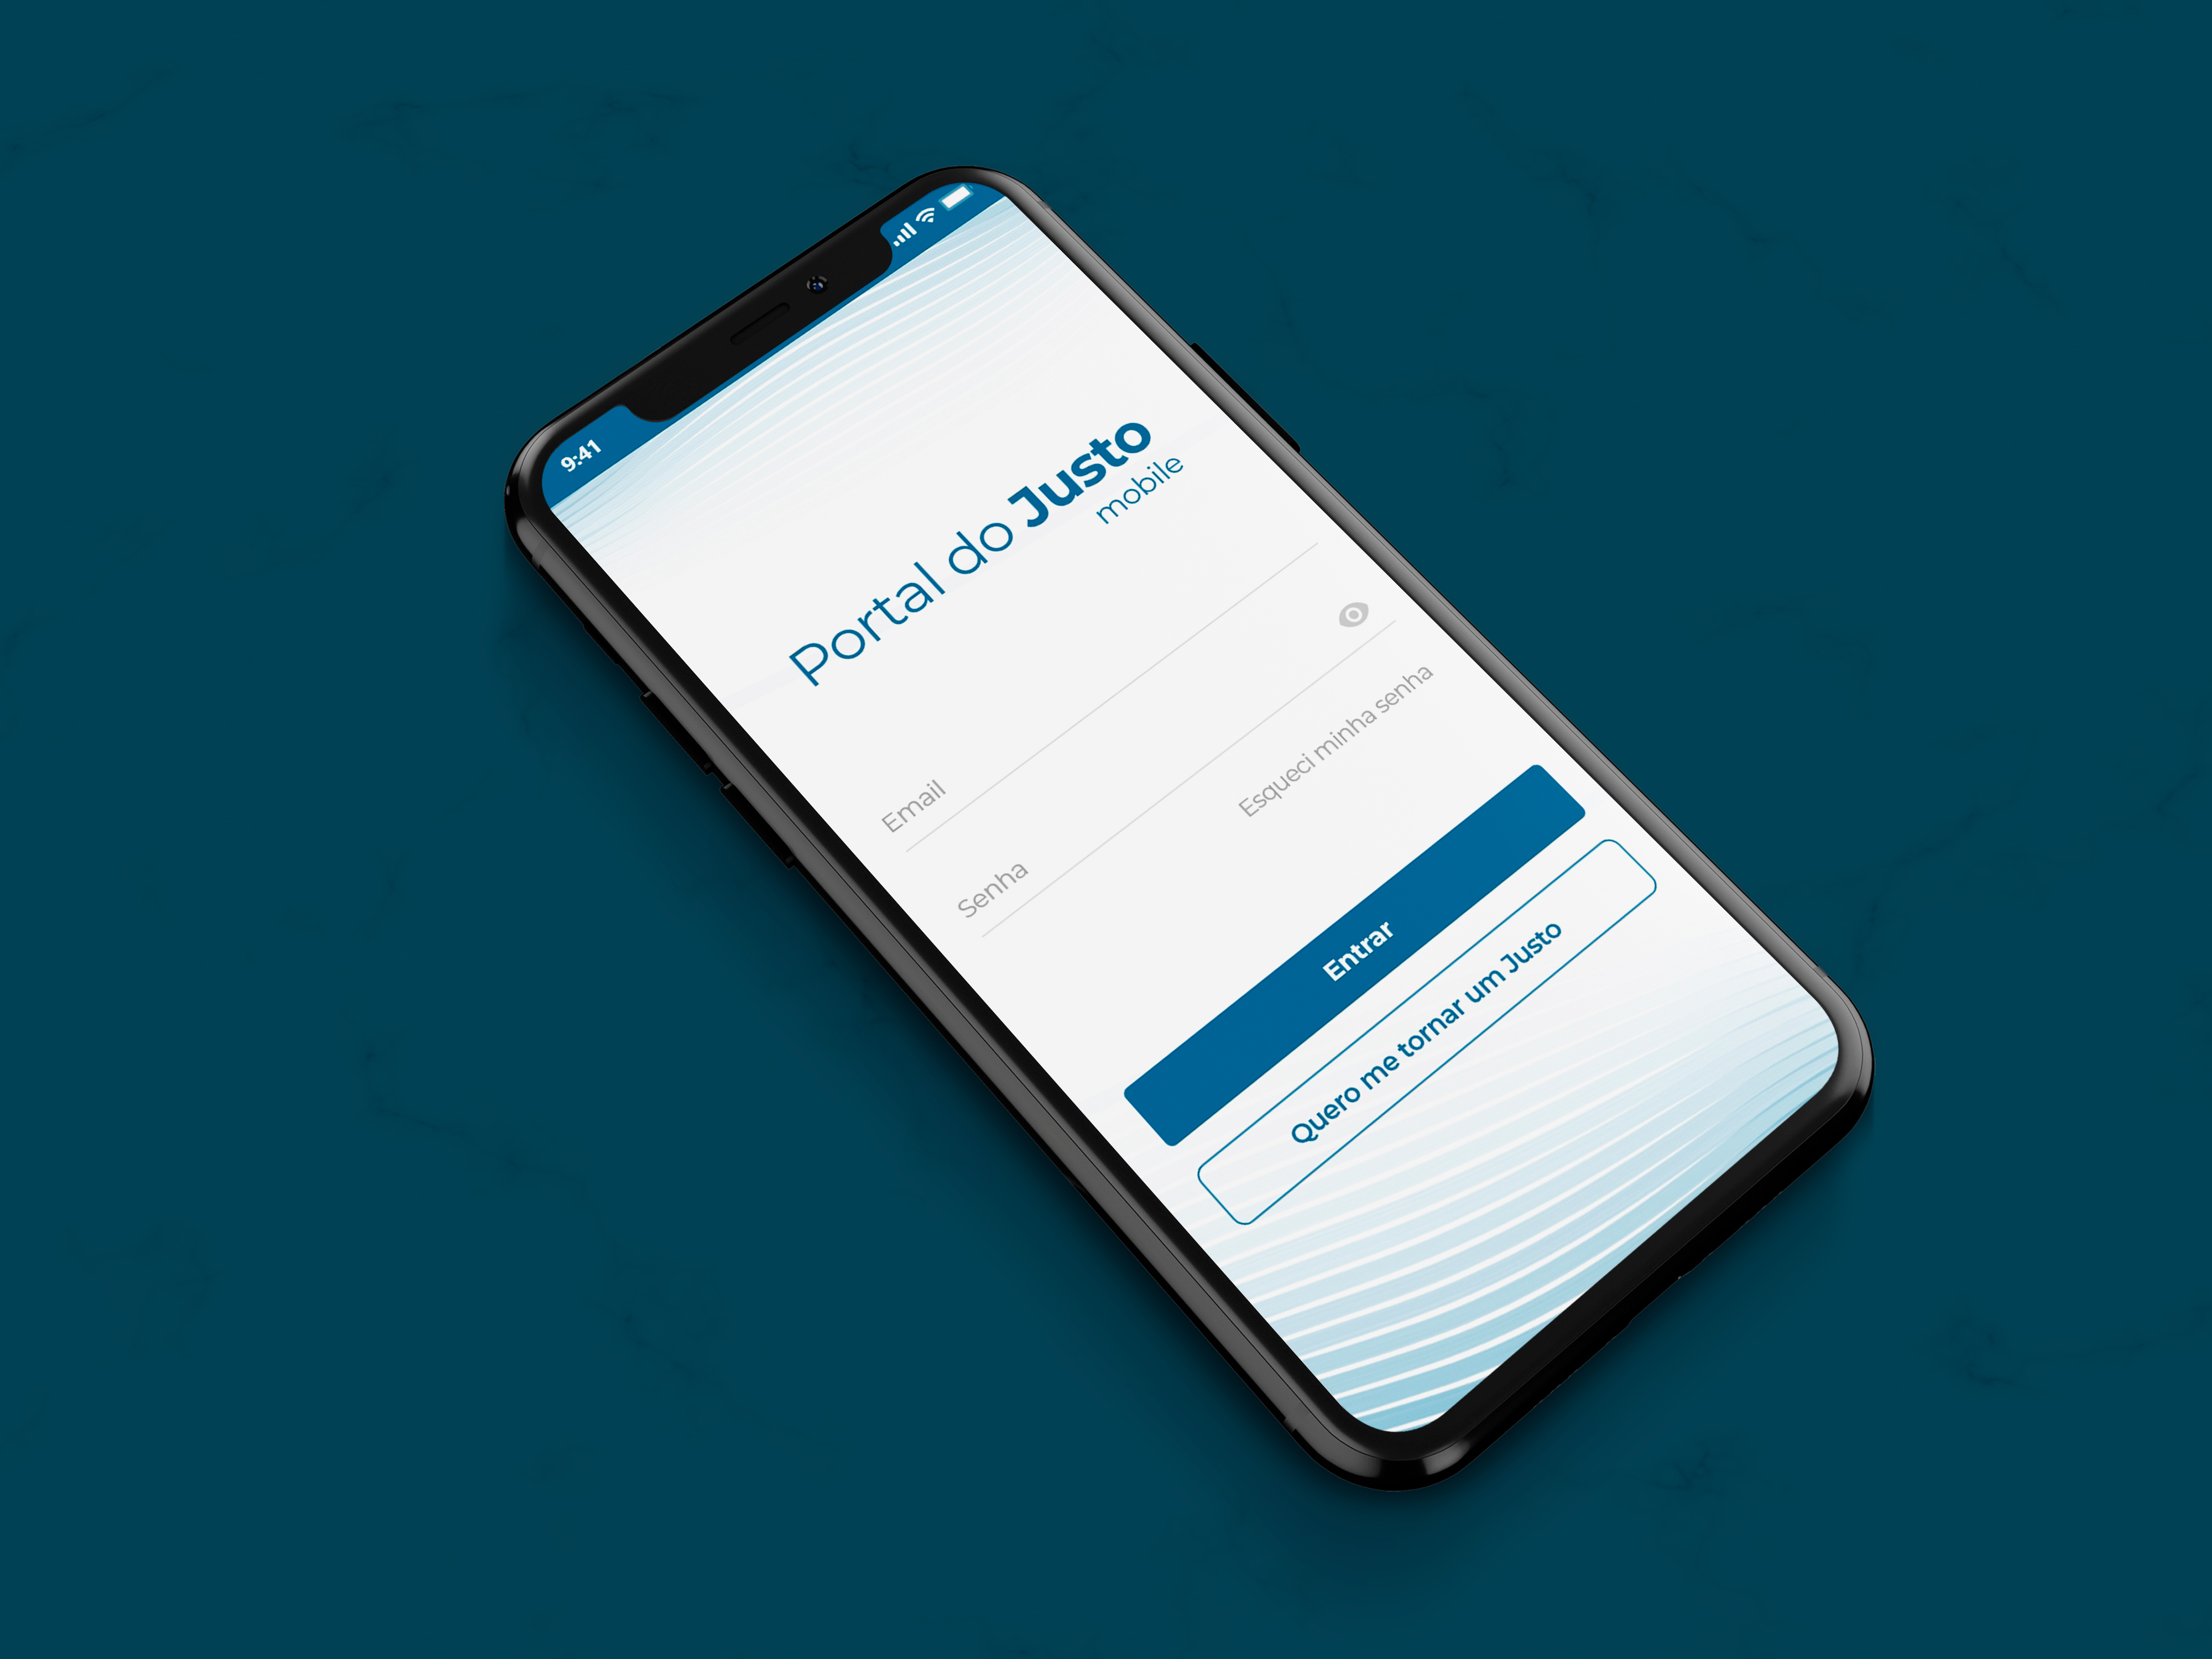 9:41
Portal do Justo
mobile
Email
Senha
Esqueci minha senha
Entrar
Quero me tornar um Justo